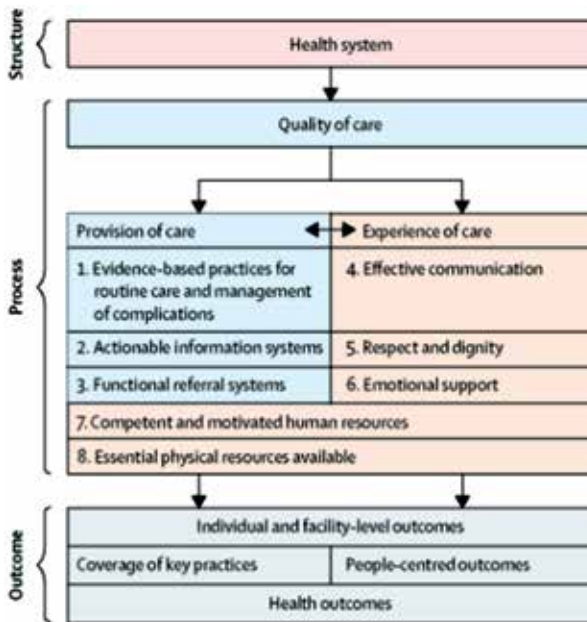 Structure
Health system
Process
Quality of care
Provision of care
Experience of care
1. Evidence-based practices for
routine care and management
of complications
4. Effective communication
2. Actionable information systems
5. Respect and dignity
3. Functional referral systems
6. Emotional support
7. Competent and motivated human resources
8. Essential physical resources available
Outcome
Individual and facility-level outcomes
Coverage of key practices
People-centred outcomes
Health outcomes